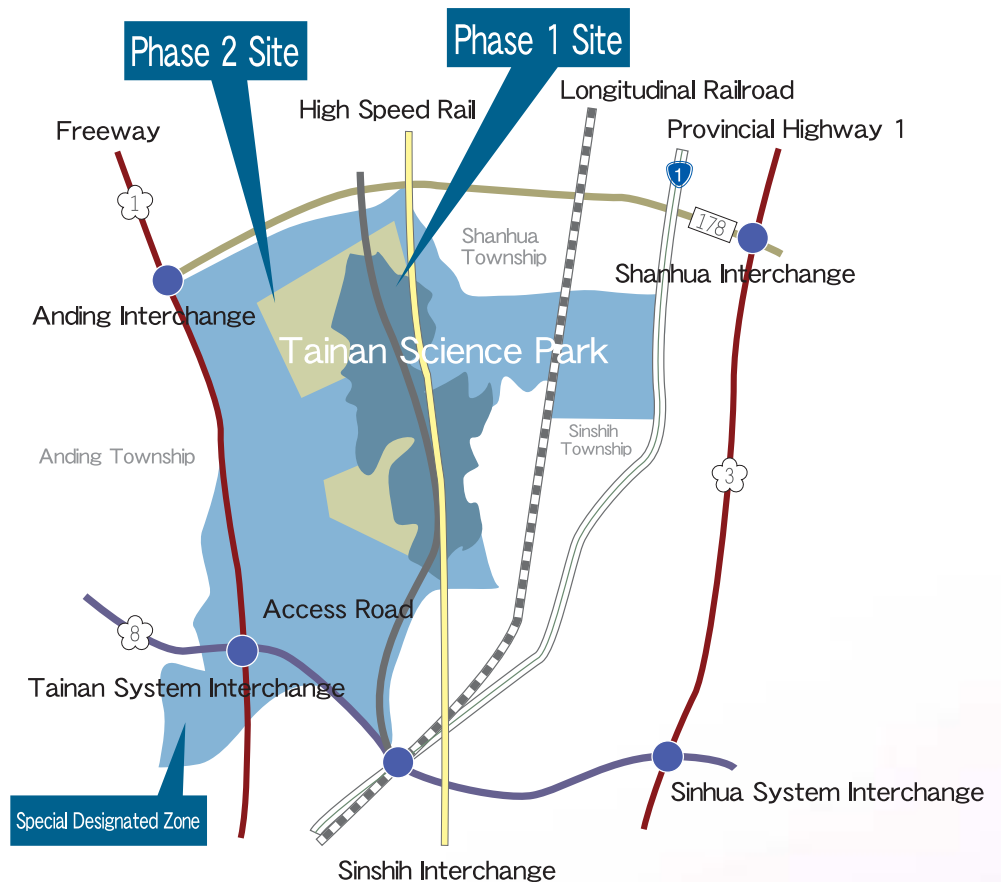 Phase 2 Site
Phase 1 Site
High Speed Rail
Longitudinal Railroad
Freeway
Provincial Highway 1
1
1
178
Shanhua
Township
Shanhua Interchange
Anding Interchange
Tainan Science Park
Anding Township
Sinshih
Township
3
Access Road
8
Tainan System Interchange
Sinhua System Interchange
Special Designated Zone
Sinshih Interchange